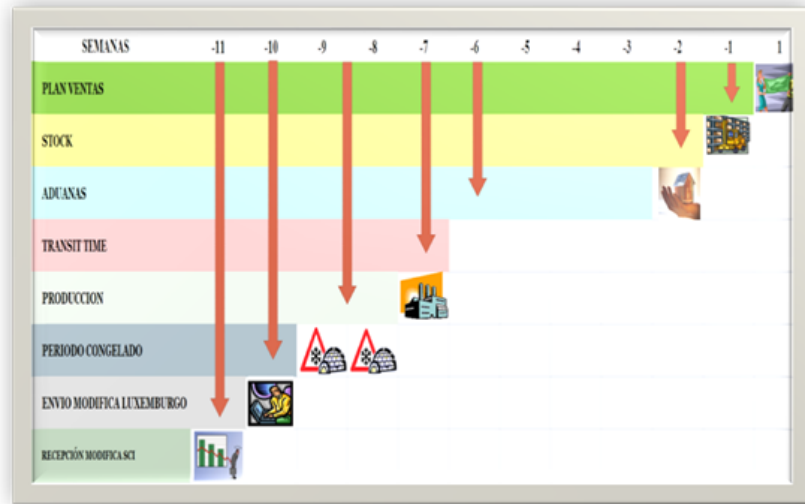 SEMANAS -11 -10 -9 -8 -7 -6 -5 -4 -3 -2 -1 1
PLAN VENTAS
STOCK
ADUANAS
TRANSIT TIME
PRODUCCION
PERIODO CONGELADO
ENVIO MODIFICA LUXEMBURGO
RECEPCIÓN MODIFICA SCI